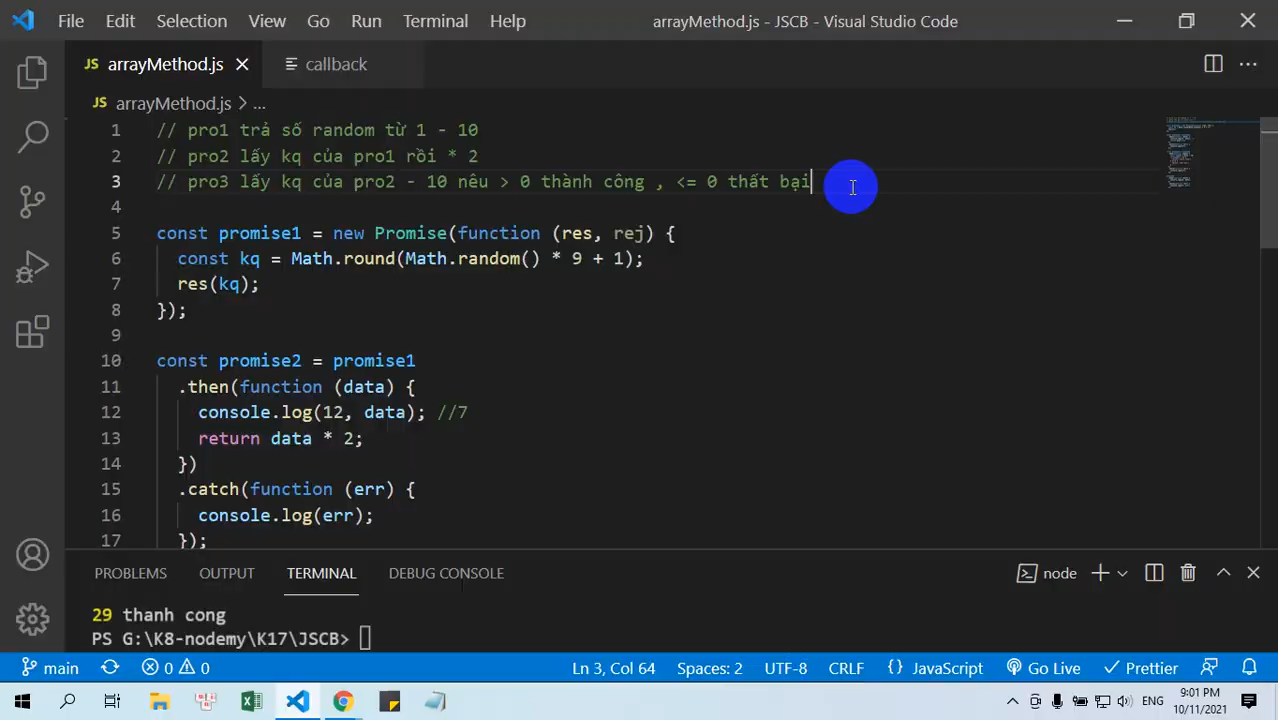 File Edit Selection View Go Run Terminal Help arrayMethod.js - JSCB - Visual Studio Code
JS arrayMethod.js callback
JS arrayMethod.js > ...
1 // pro1 trả số random từ 1 - 10
2 // pro2 lấy kq của pro1 rồi * 2
3 // pro3 lấy kq của pro2 - 10 nêu > 0 thành công , <= 0 thất bại
4
5 const promise1 = new Promise(function (res, rej) {
6 const kq = Math.round(Math.random() * 9 + 1);
7 res(kq);
8 });
9
10 const promise2 = promise1
11 .then(function (data) {
12 console.log(12, data); //7
13 return data * 2;
14 })
15 .catch(function (err) {
16 console.log(err);
17 });
PROBLEMS OUTPUT TERMINAL DEBUG CONSOLE node
29 thanh cong
PS G:\K8-nodemy\K17\JSCB>
main 0 0 Ln 3, Col 64 Spaces: 2 UTF-8 CRLF {} JavaScript Go Live Prettier
ENG 9:01 PM
10/11/2021